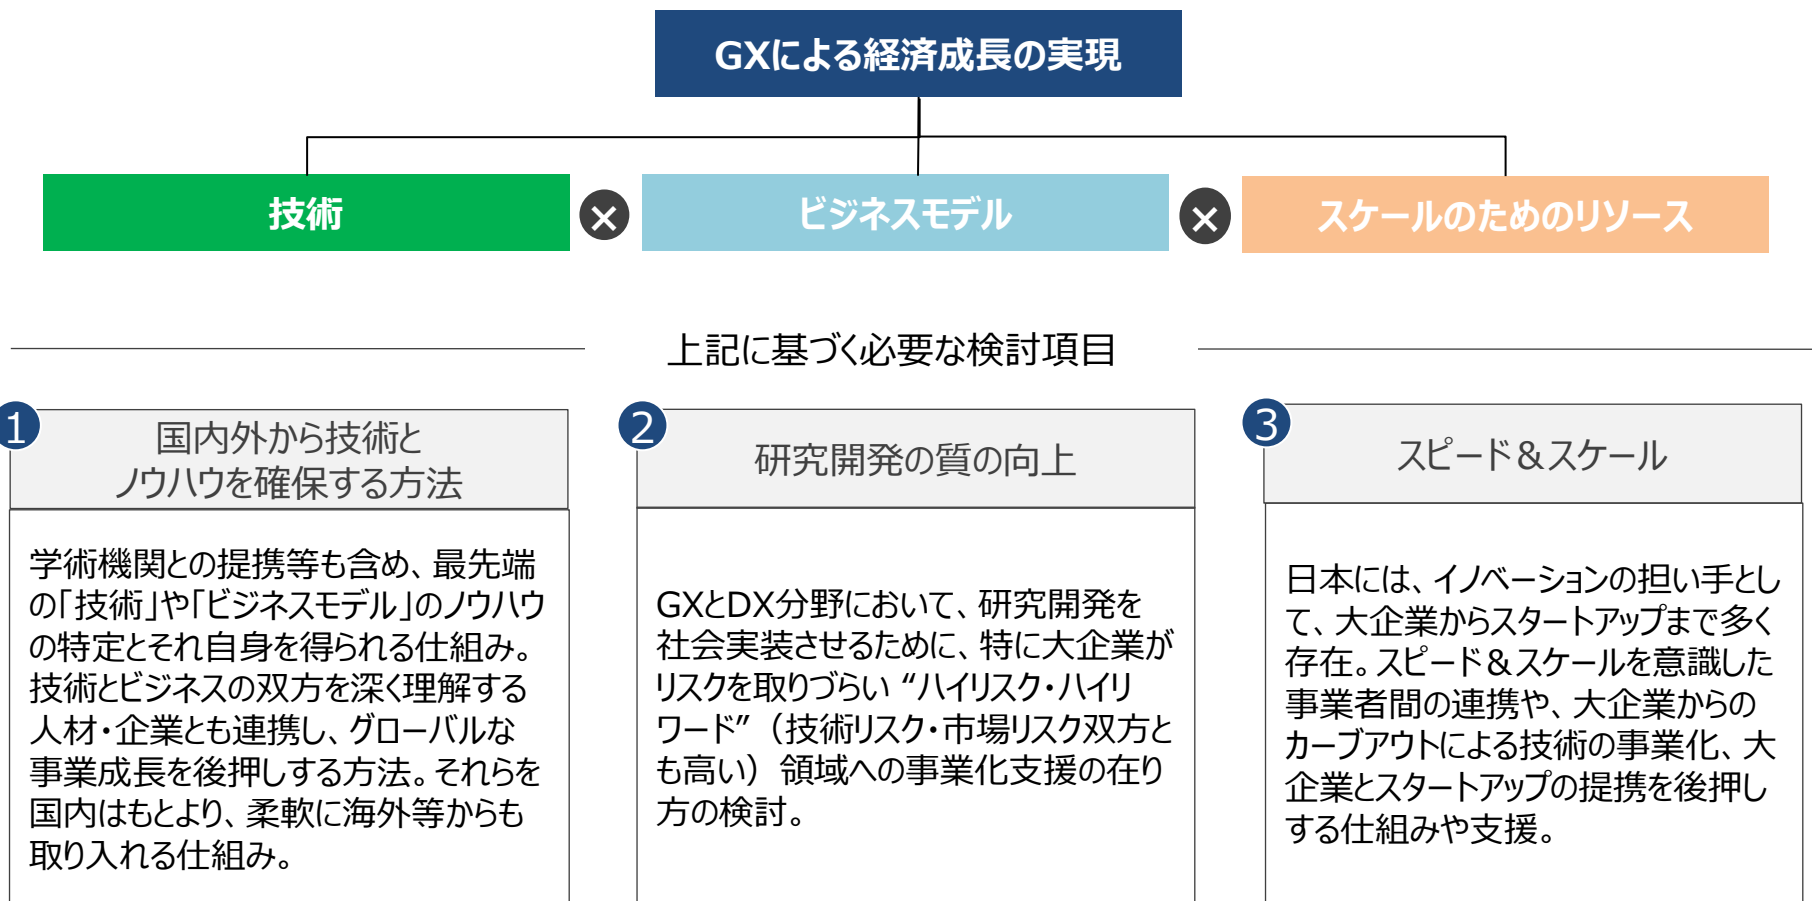 GXによる経済成長の実現
技術
×
ビジネスモデル
×
スケールのためのリソース
上記に基づく必要な検討項目
1
国内外から技術と
ノウハウを確保する方法
学術機関との提携等も含め、最先端
の「技術」や「ビジネスモデル」のノウハウ
の特定とそれ自身を得られる仕組み。
技術とビジネスの双方を深く理解する
人材・企業とも連携し、グローバルな
事業成長を後押しする方法。それらを
国内はもとより、柔軟に海外等からも
取り入れる仕組み。
2
研究開発の質の向上
GXとDX分野において、研究開発を
社会実装させるために、特に大企業が
リスクを取りづらい “ハイリスク・ハイリ
ワード”（技術リスク・市場リスク双方と
も高い）領域への事業化支援の在り
方の検討。
3
スピード＆スケール
日本には、イノベーションの担い手とし
て、大企業からスタートアップまで多く
存在。スピード＆スケールを意識した
事業者間の連携や、大企業からの
カーブアウトによる技術の事業化、大
企業とスタートアップの提携を後押し
する仕組みや支援。